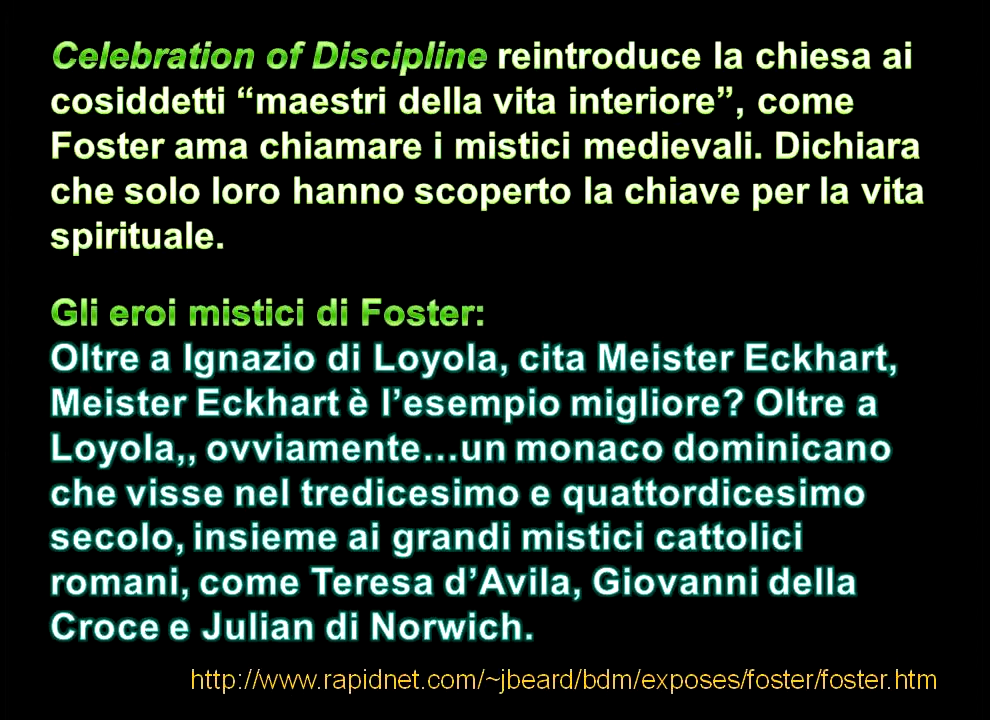 Celebration of Discipline reintroduce la chiesa ai
cosiddetti “maestri della vita interiore”, come
Foster ama chiamare i mistici medievali. Dichiara
che solo loro hanno scoperto la chiave per la vita
spirituale.
Gli eroi mistici di Foster:
Oltre a Ignazio di Loyola, cita Meister Eckhart,
Meister Eckhart è l’esempio migliore? Oltre a
Loyola,, ovviamente…un monaco dominicano
che visse nel tredicesimo e quattordicesimo
secolo, insieme ai grandi mistici cattolici
romani, come Teresa d’Avila, Giovanni della
Croce e Julian di Norwich.
http://www.rapidnet.com/~jbeard/bdm/exposes/foster/foster.htm